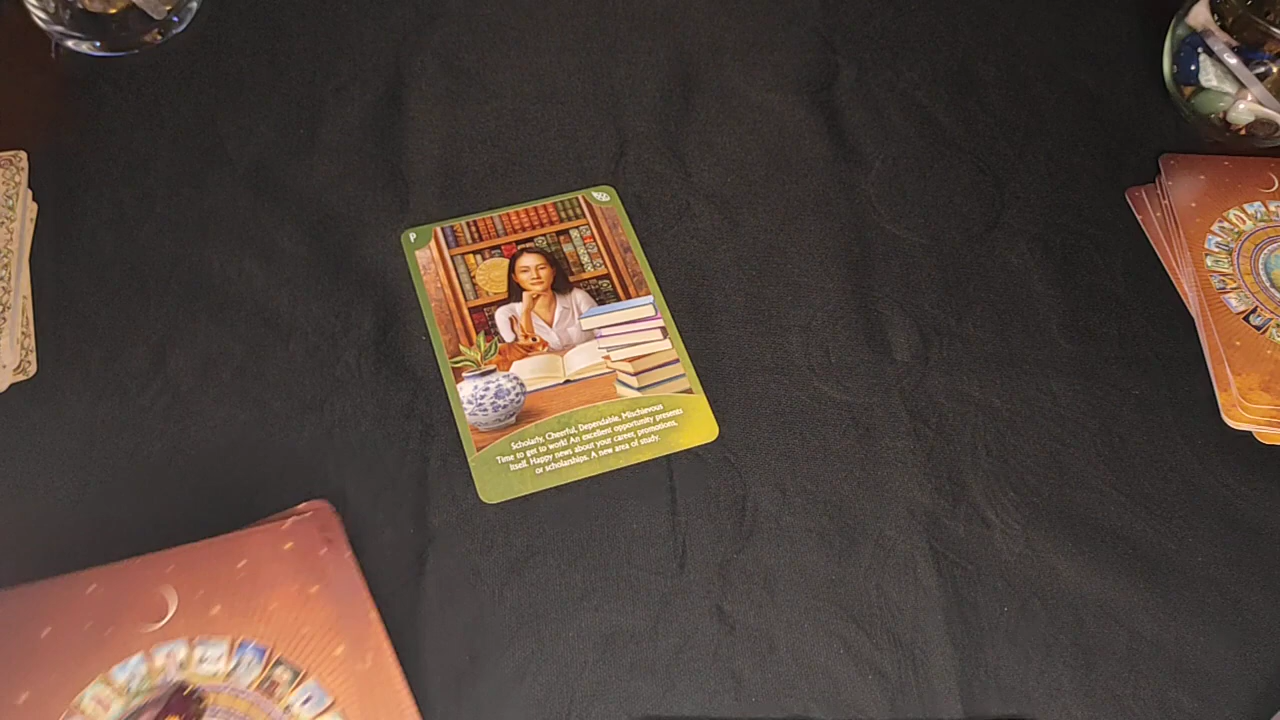 P
Scholarly, Cheerful, Dependable, Mischievous
Time to get to work! An excellent opportunity presents
itself. Happy news about your career, promotions,
or scholarships. A new area of study.